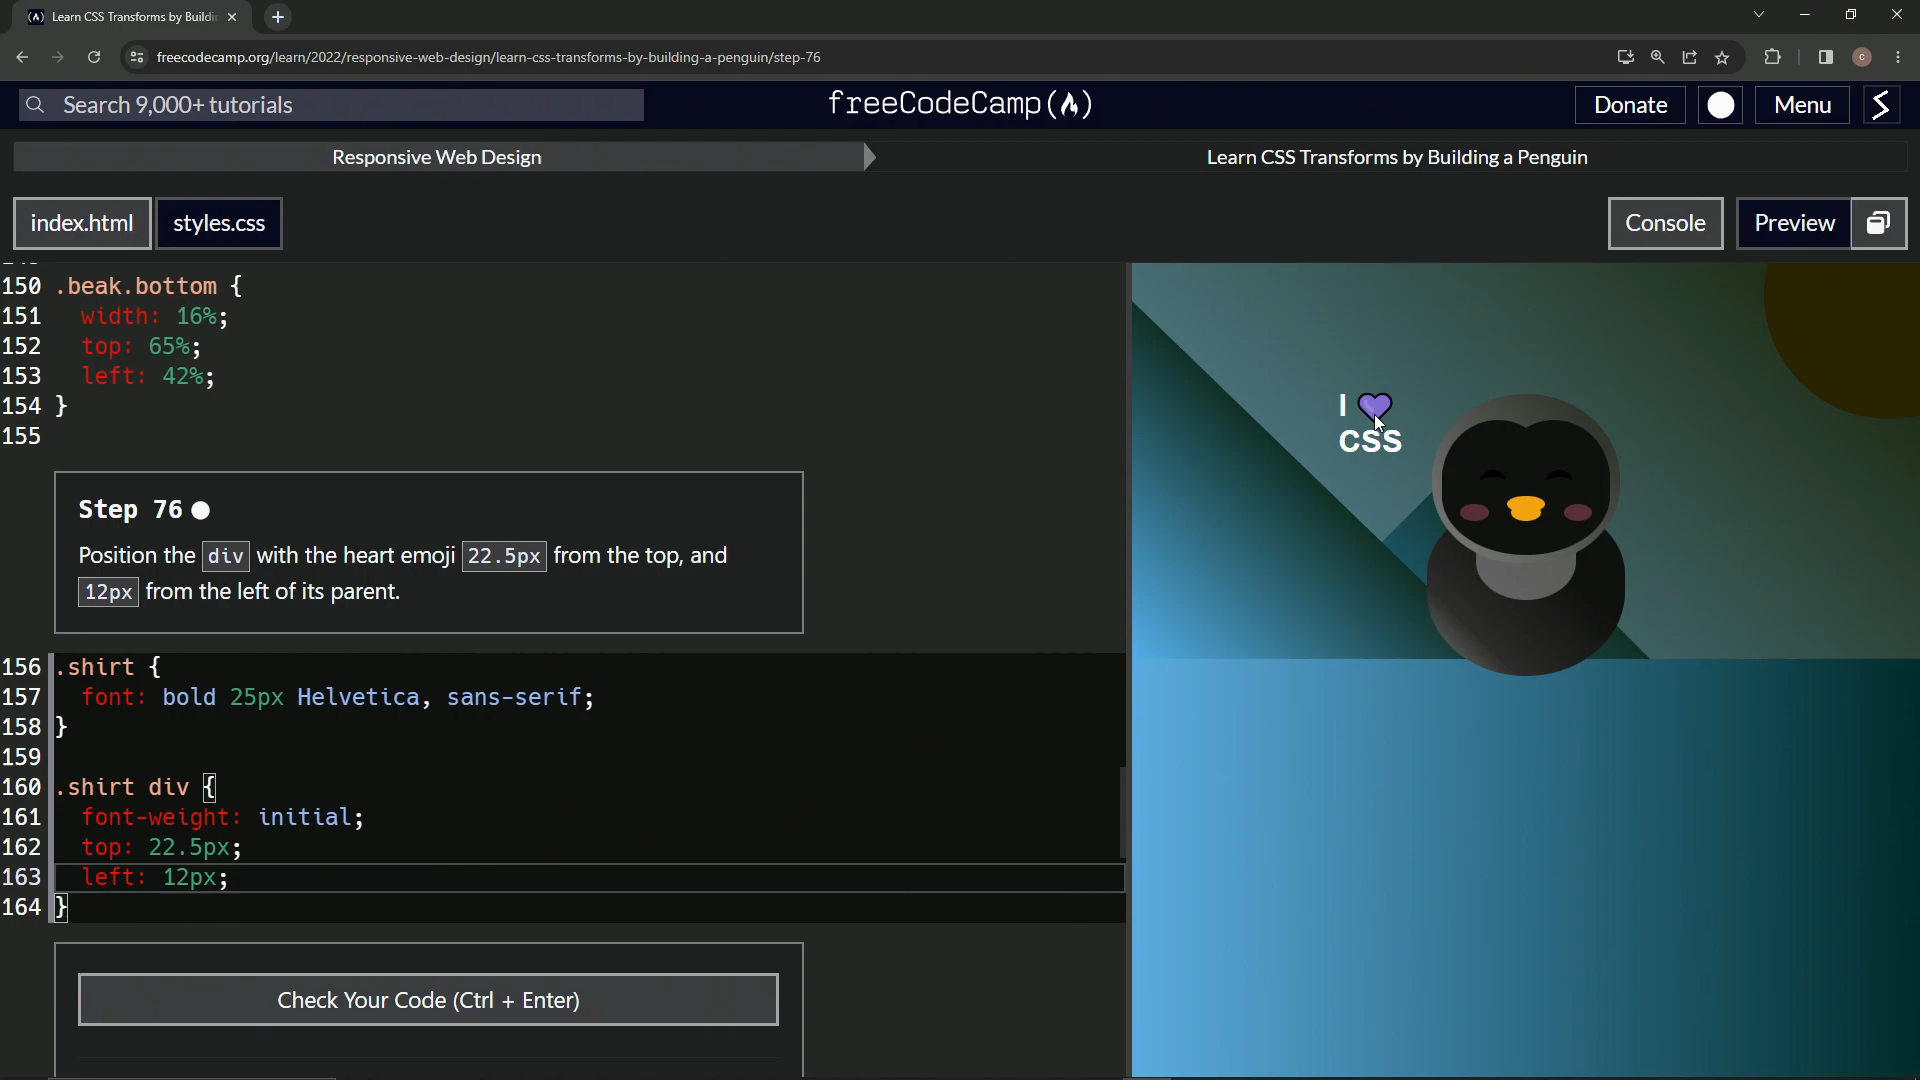 Learn CSS Transforms by Buildin
freecodecamp.org/learn/2022/responsive-web-design/learn-css-transforms-by-building-a-penguin/step-76
C
Search 9,000+ tutorials
freeCodeCamp
Donate
Menu
Responsive Web Design
Learn CSS Transforms by Building a Penguin
index.html
styles.css
Console
Preview
150 .beak.bottom {
151 width: 16%;
152 top: 65%;
153 left: 42%;
154 }
155
Step 76
Position the div with the heart emoji 22.5px from the top, and
12px from the left of its parent.
156 .shirt {
157 font: bold 25px Helvetica, sans-serif;
158 }
159
160 .shirt div {
161 font-weight: initial;
162 top: 22.5px;
163 left: 12px;
164 }
Check Your Code (Ctrl + Enter)
I 💜
CSS